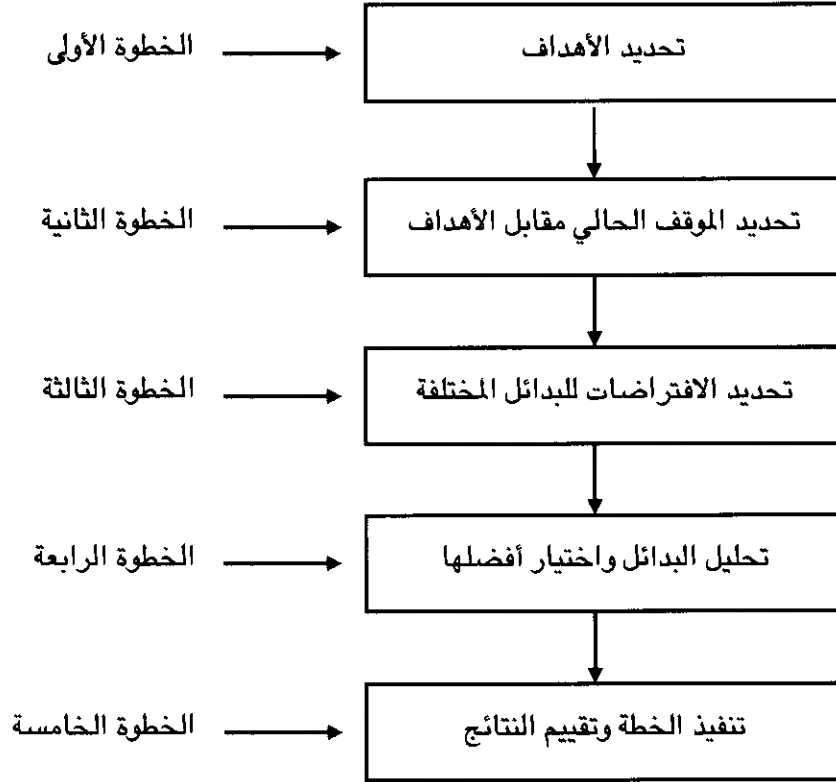 الخطوة الأولى
تحديد الأهداف
الخطوة الثانية
تحديد الموقف الحالي مقابل الأهداف
الخطوة الثالثة
تحديد الافتراضات للبدائل المختلفة
الخطوة الرابعة
تحليل البدائل واختيار أفضلها
الخطوة الخامسة
تنفيذ الخطة وتقييم النتائج